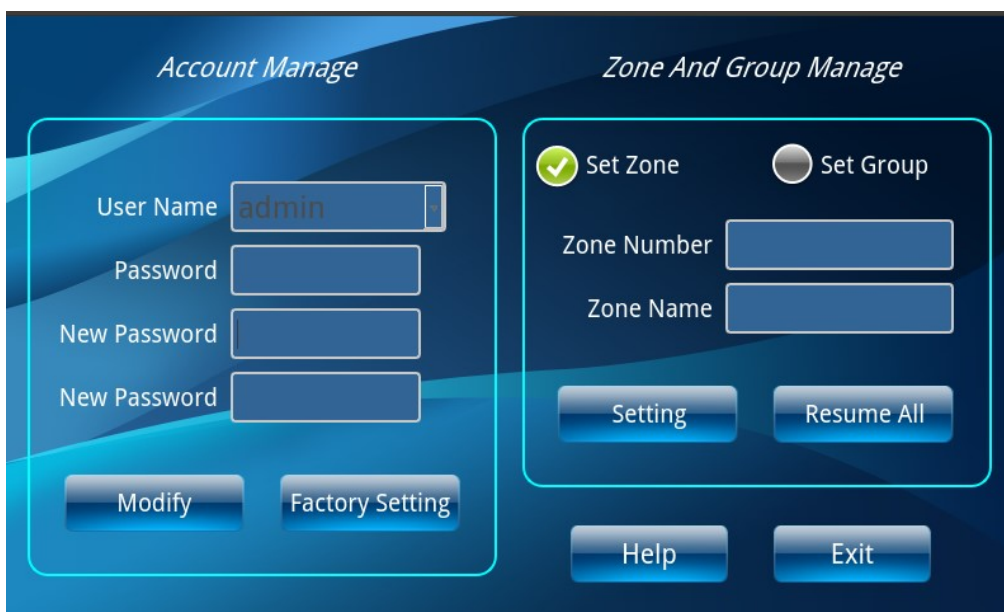 Account Manage
User Name admin
Password
New Password
New Password
Modify Factory Setting
Zone And Group Manage
Set Zone Set Group
Zone Number
Zone Name
Setting Resume All
Help Exit